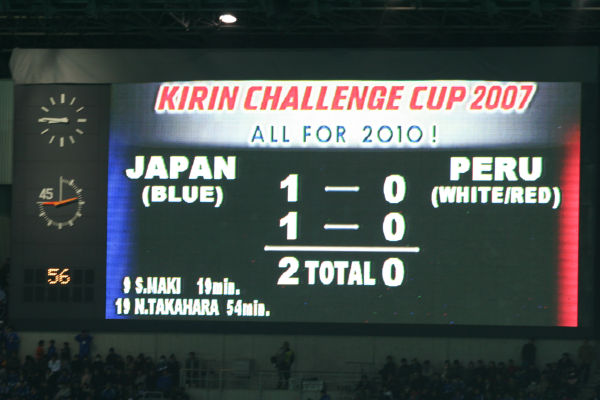 KIRIN CHALLENGE CUP 2007
ALL FOR 2010!
JAPAN
(BLUE)
PERU
(WHITE/RED)
1 — 0
1 — 0
2 TOTAL 0
9 S.MAKI 19min.
19 N.TAKAHARA 54min.
45
56